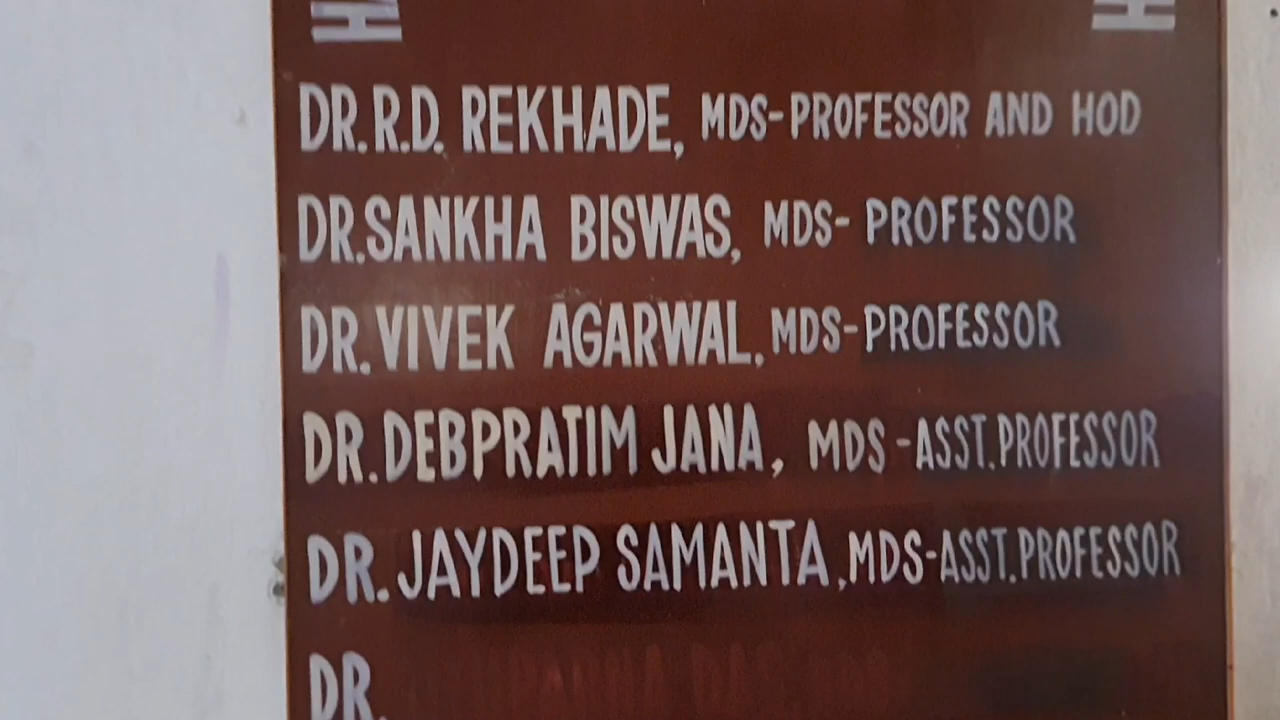 DR.R.D. REKHADE, MDS-PROFESSOR AND HOD
DR.SANKHA BISWAS, MDS- PROFESSOR
DR.VIVEK AGARWAL, MDS-PROFESSOR
DR.DEBPRATIM JANA, MDS -ASST.PROFESSOR
DR.JAYDEEP SAMANTA,MDS-ASST.PROFESSOR
DR.